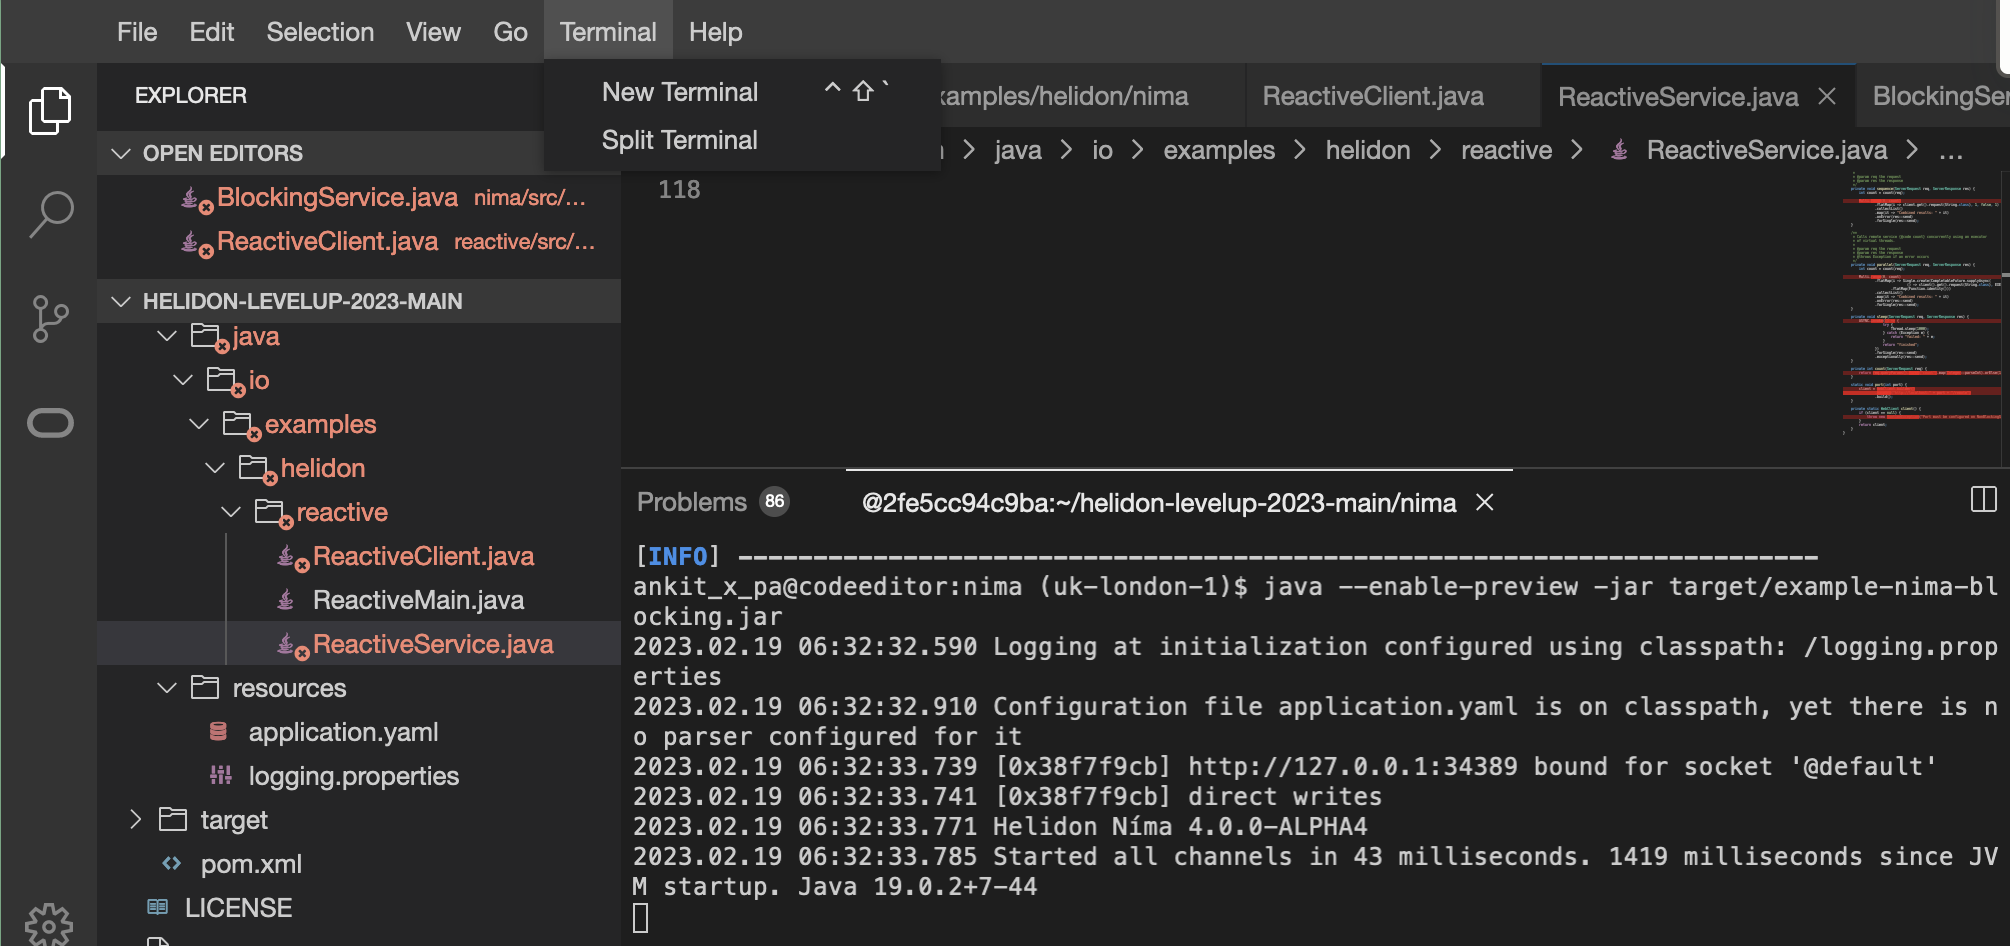 File Edit Selection View Go Terminal Help
New Terminal ^ ⇧ `
Split Terminal
EXPLORER
OPEN EDITORS
BlockingService.java nima/src/...
ReactiveClient.java reactive/src/...
HELIDON-LEVELUP-2023-MAIN
java
io
examples
helidon
reactive
ReactiveClient.java
ReactiveMain.java
ReactiveService.java
resources
application.yaml
logging.properties
target
pom.xml
LICENSE
xamples/helidon/nima ReactiveClient.java ReactiveService.java BlockingSer
> java > io > examples > helidon > reactive > ReactiveService.java > ...
118
Problems 86 @2fe5cc94c9ba:~/helidon-levelup-2023-main/nima
[INFO] ------------------------------------------------------------------------
ankit_x_pa@codeeditor:nima (uk-london-1)$ java --enable-preview -jar target/example-nima-bl
ocking.jar
2023.02.19 06:32:32.590 Logging at initialization configured using classpath: /logging.prop
erties
2023.02.19 06:32:32.910 Configuration file application.yaml is on classpath, yet there is n
o parser configured for it
2023.02.19 06:32:33.739 [0x38f7f9cb] http://127.0.0.1:34389 bound for socket '@default'
2023.02.19 06:32:33.741 [0x38f7f9cb] direct writes
2023.02.19 06:32:33.771 Helidon Níma 4.0.0-ALPHA4
2023.02.19 06:32:33.785 Started all channels in 43 milliseconds. 1419 milliseconds since JV
M startup. Java 19.0.2+7-44